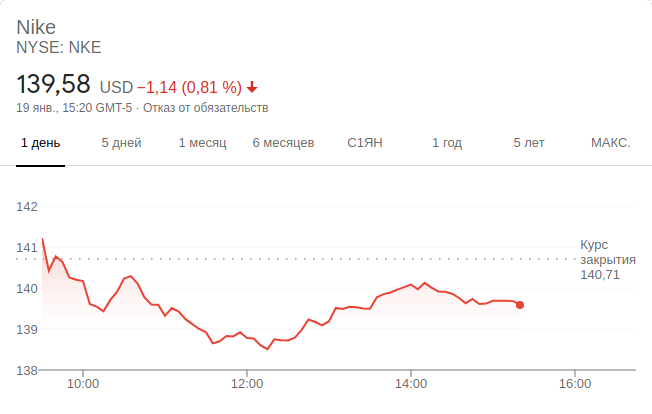 Nike
NYSE: NKE
139,58 USD −1,14 (0,81 %)
19 янв., 15:20 GMT-5 · Отказ от обязательств
1 день 5 дней 1 месяц 6 месяцев С1ЯН 1 год 5 лет МАКС.
142
141
140
139
138
Курс
закрытия
140,71
10:00 12:00 14:00 16:00